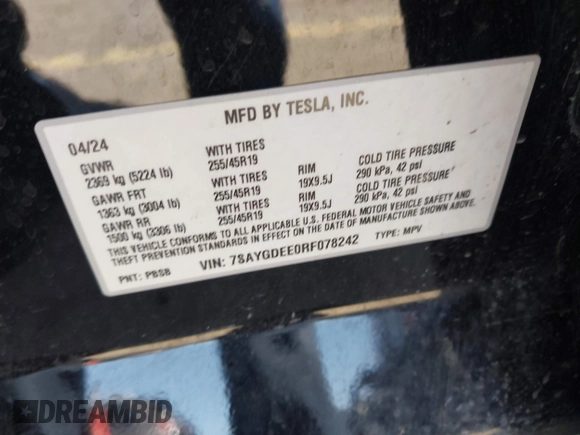 MFD BY TESLA, INC.
04/24
GVWR WITH TIRES
2369 kg (5224 lb) 255/45R19 RIM COLD TIRE PRESSURE
GAWR FRT WITH TIRES 19X9.5J 290 kPa, 42 psi
1363 kg (3004 lb) 255/45R19 RIM COLD TIRE PRESSURE
GAWR RR WITH TIRES 19X9.5J 290 kPa, 42 psi
1500 kg (3306 lb) 255/45R19
THIS VEHICLE CONFORMS TO ALL APPLICABLE U.S. FEDERAL MOTOR VEHICLE SAFETY AND
THEFT PREVENTION STANDARDS IN EFFECT ON THE DATE OF MANUFACTURE SHOWN ABOVE.
PNT: PBSB VIN: 7SAYGDEE0RF078242 TYPE: MPV
DREAMBID